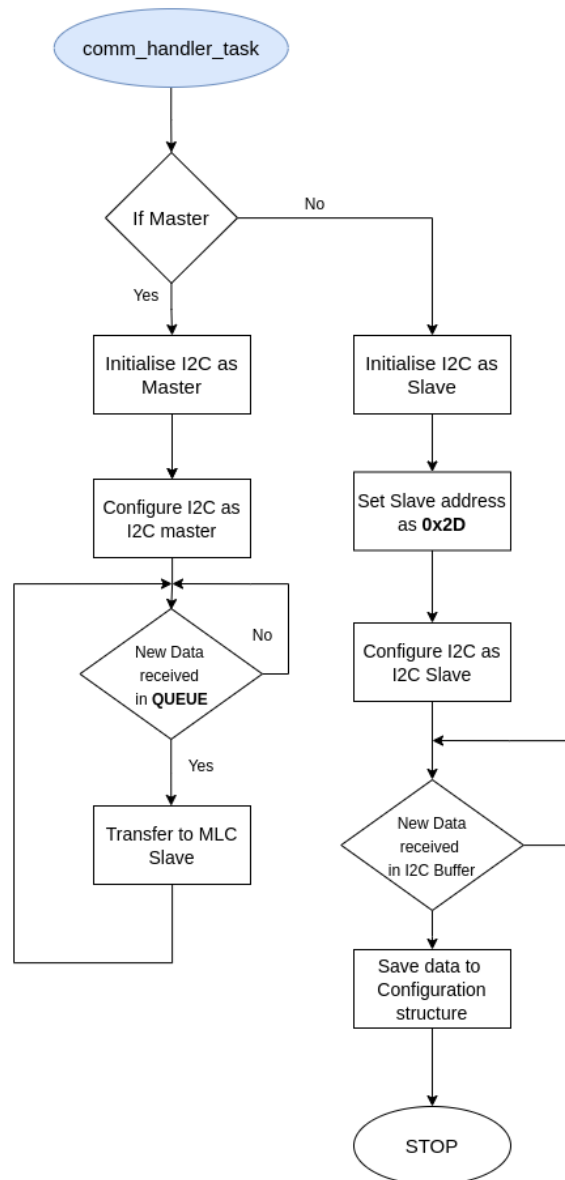 comm_handler_task
If Master
No
Yes
Initialise I2C as
Master
Initialise I2C as
Slave
Configure I2C as
I2C master
Set Slave address
as 0x2D
New Data
received
in QUEUE
No
Configure I2C as
I2C Slave
Yes
Transfer to MLC
Slave
New Data
received
in I2C Buffer
Save data to
Configuration
structure
STOP